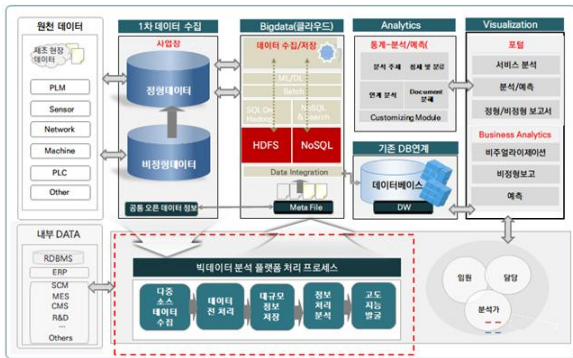 원천 데이터
제조 현장
데이터
PLM
Sensor
Network
Machine
PLC
Other
1차 데이터 수집
사업장
정형데이터
비정형데이터
공통 오픈 데이터 정보
Bigdata(클라우드)
데이터 수집/저장
ML/DL
Batch
SQL On
Hadoop
NoSQL
& Search
HDFS
NoSQL
Data Integration
Meta File
Analytics
통계-분석/예측(
분석 주제
정제 및 분류
연계 분석
Document
분해
Customizing Module
기존 DB연계
데이터베이스
DW
Visualization
포털
서비스 분석
분석/예측
정형/비정형 보고서
Business Analytics
비주얼라이제이션
비정형보고
예측
내부 DATA
RDBMS
ERP
SCM
MES
CMS
R&D
...
Others
빅데이터 분석 플랫폼 처리 프로세스
다중
소스
데이터
수집
데이터
전 처리
대규모
정보
저장
정보
처리
분석
고도
지능
발굴
임원
담당
분석가